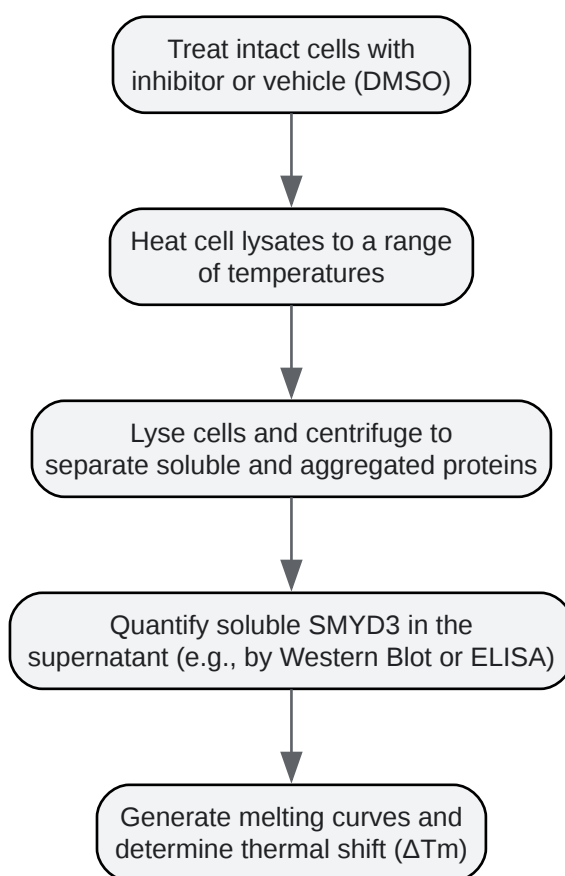 Treat intact cells with
inhibitor or vehicle (DMSO)
Heat cell lysates to a range
of temperatures
Lyse cells and centrifuge to
separate soluble and aggregated proteins
Quantify soluble SMYD3 in the
supernatant (e.g., by Western Blot or ELISA)
Generate melting curves and
determine thermal shift (ΔTm)